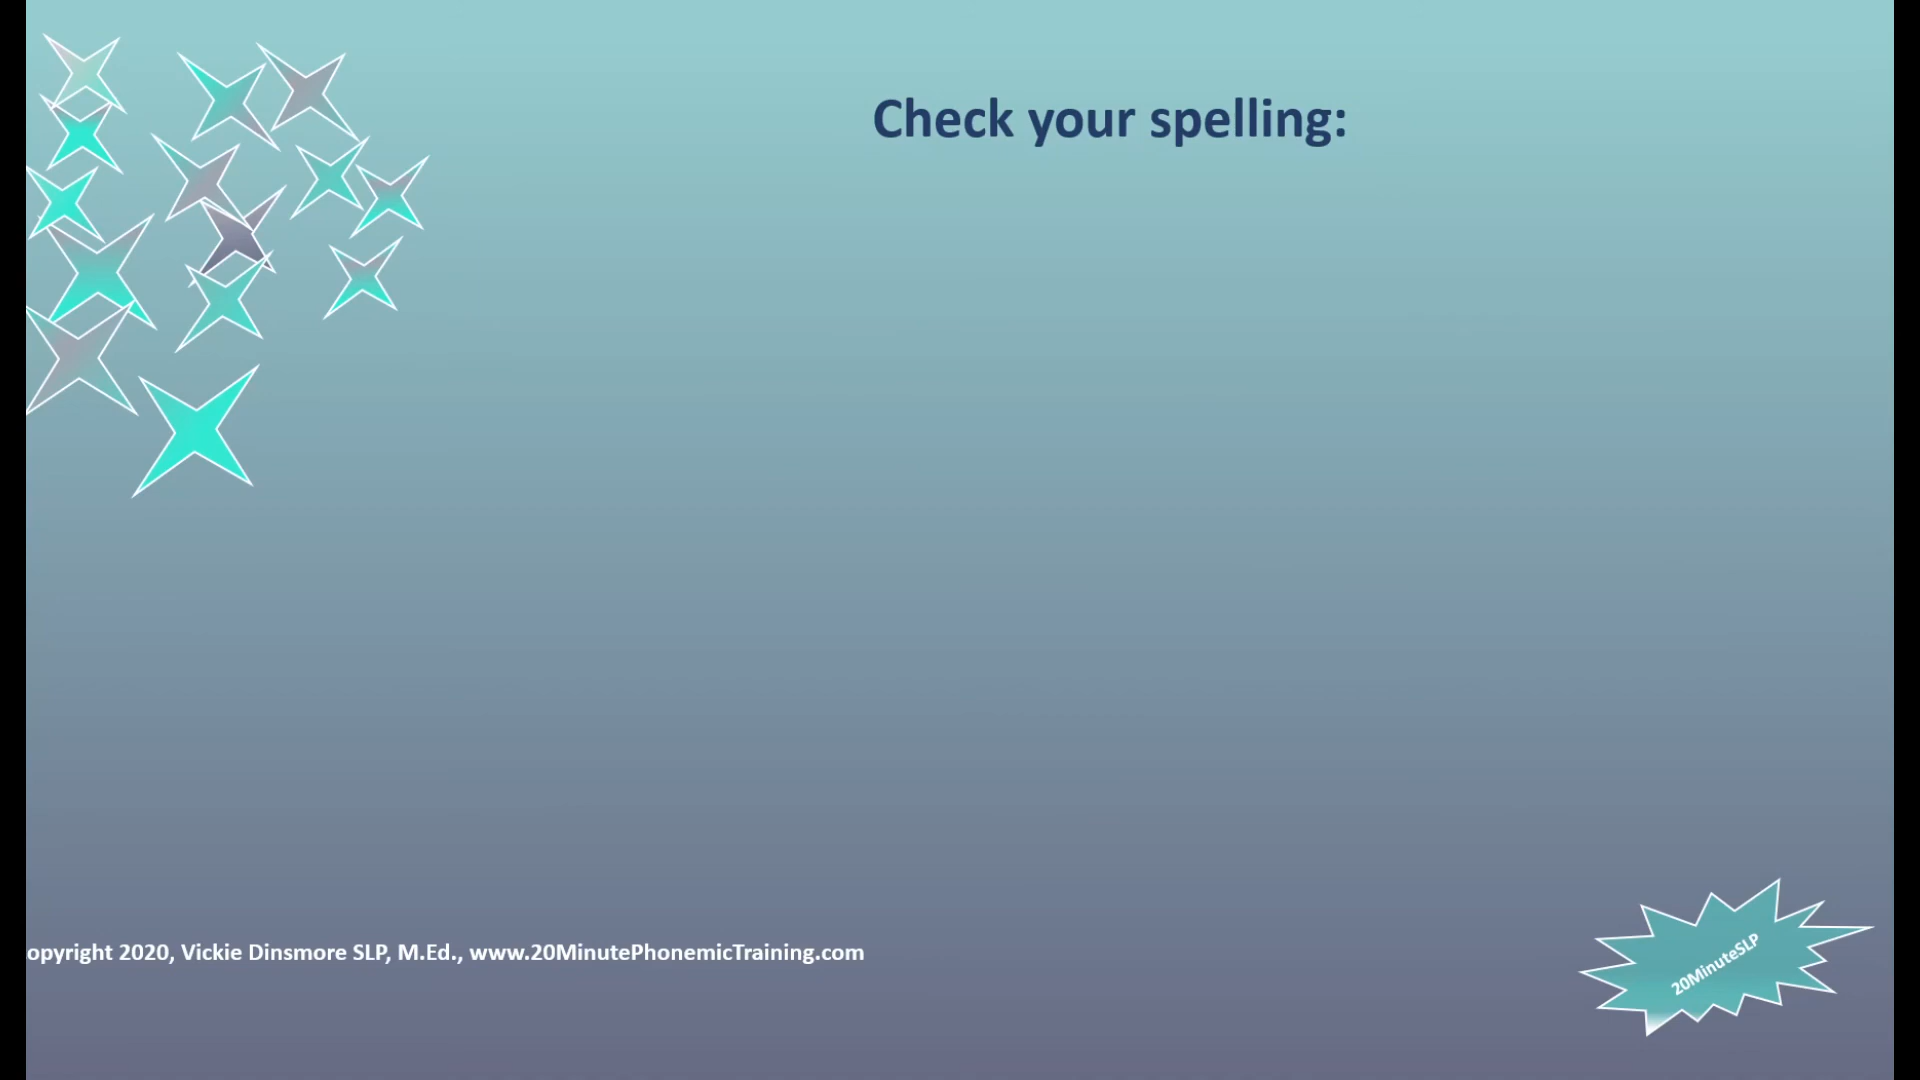 Check your spelling:
opyright 2020, Vickie Dinsmore SLP, M.Ed., www.20MinutePhonemicTraining.com
20MinuteSLP